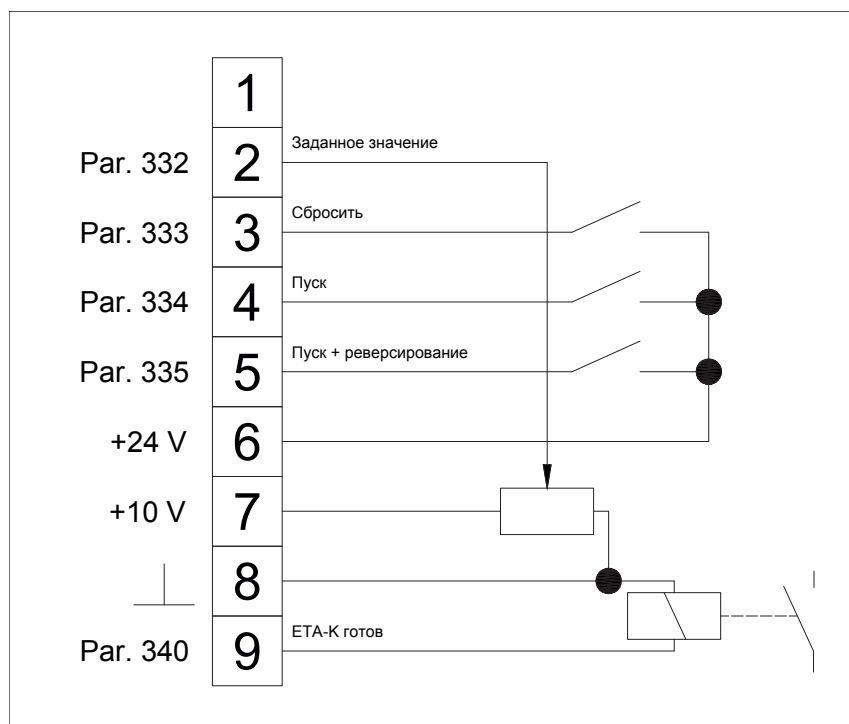 1
Par. 332 2 Заданное значение
Par. 333 3 Сбросить
Par. 334 4 Пуск
Par. 335 5 Пуск + реверсирование
+24 V 6
+10 V 7
8
Par. 340 9 ETA-K готов